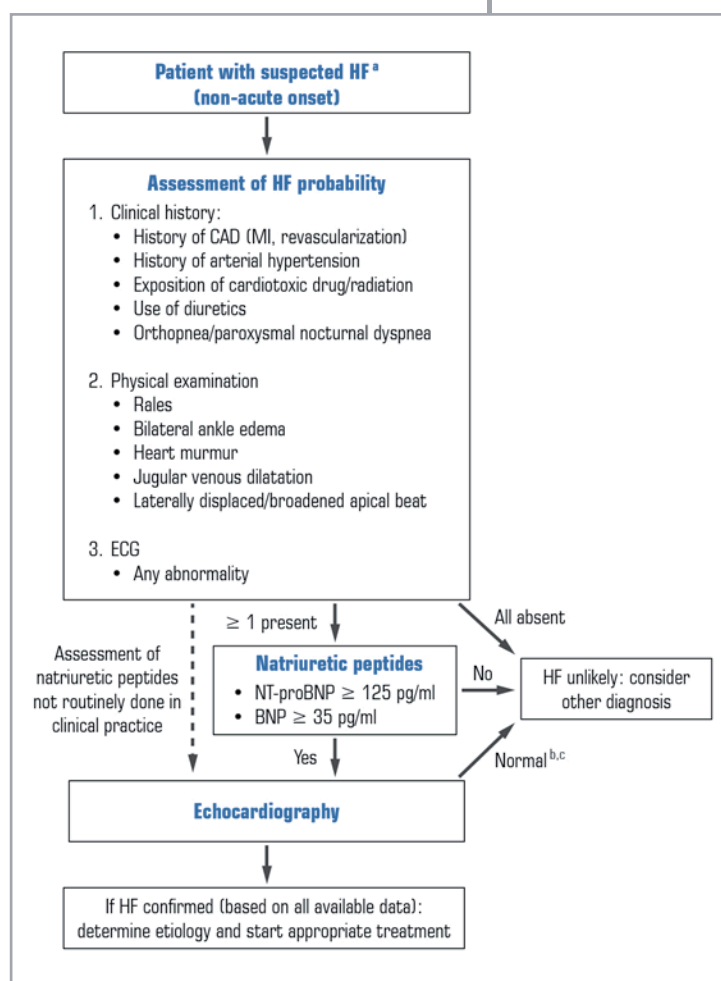 Patient with suspected HF a
(non-acute onset)
Assessment of HF probability
1. Clinical history:
• History of CAD (MI, revascularization)
• History of arterial hypertension
• Exposition of cardiotoxic drug/radiation
• Use of diuretics
• Orthopnea/paroxysmal nocturnal dyspnea
2. Physical examination
• Rales
• Bilateral ankle edema
• Heart murmur
• Jugular venous dilatation
• Laterally displaced/broadened apical beat
3. ECG
• Any abnormality
Assessment of
natriuretic peptides
not routinely done in
clinical practice
≥ 1 present
All absent
Natriuretic peptides
• NT-proBNP ≥ 125 pg/ml
• BNP ≥ 35 pg/ml
No
HF unlikely: consider
other diagnosis
Yes
Normal b,c
Echocardiography
If HF confirmed (based on all available data):
determine etiology and start appropriate treatment